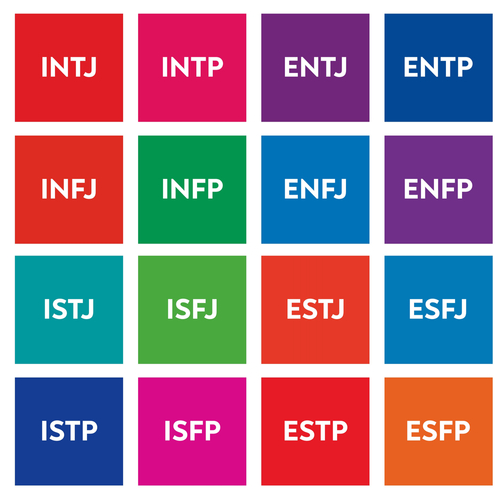 INTJ INTP ENTJ ENTP
INFJ INFP ENFJ ENFP
ISTJ ISFJ ESTJ ESFJ
ISTP ISFP ESTP ESFP